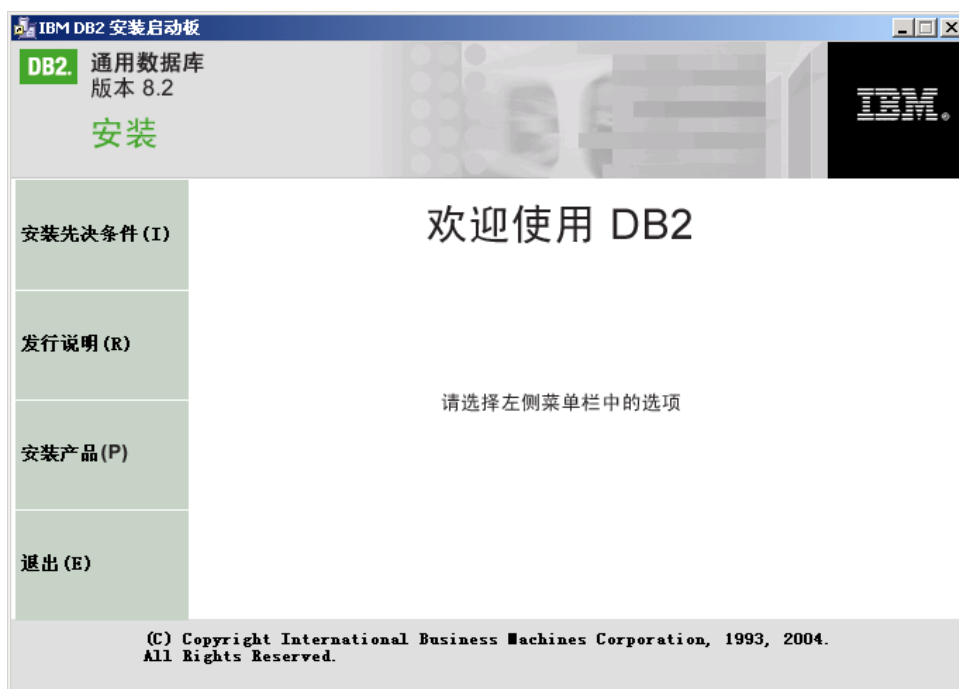 IBM DB2 安装启动板
DB2. 通用数据库
版本 8.2
安装
IBM®
安装先决条件(I)
欢迎使用 DB2
发行说明(R)
请选择左侧菜单栏中的选项
安装产品(P)
退出(E)
(C) Copyright International Business Machines Corporation, 1993, 2004.
All Rights Reserved.